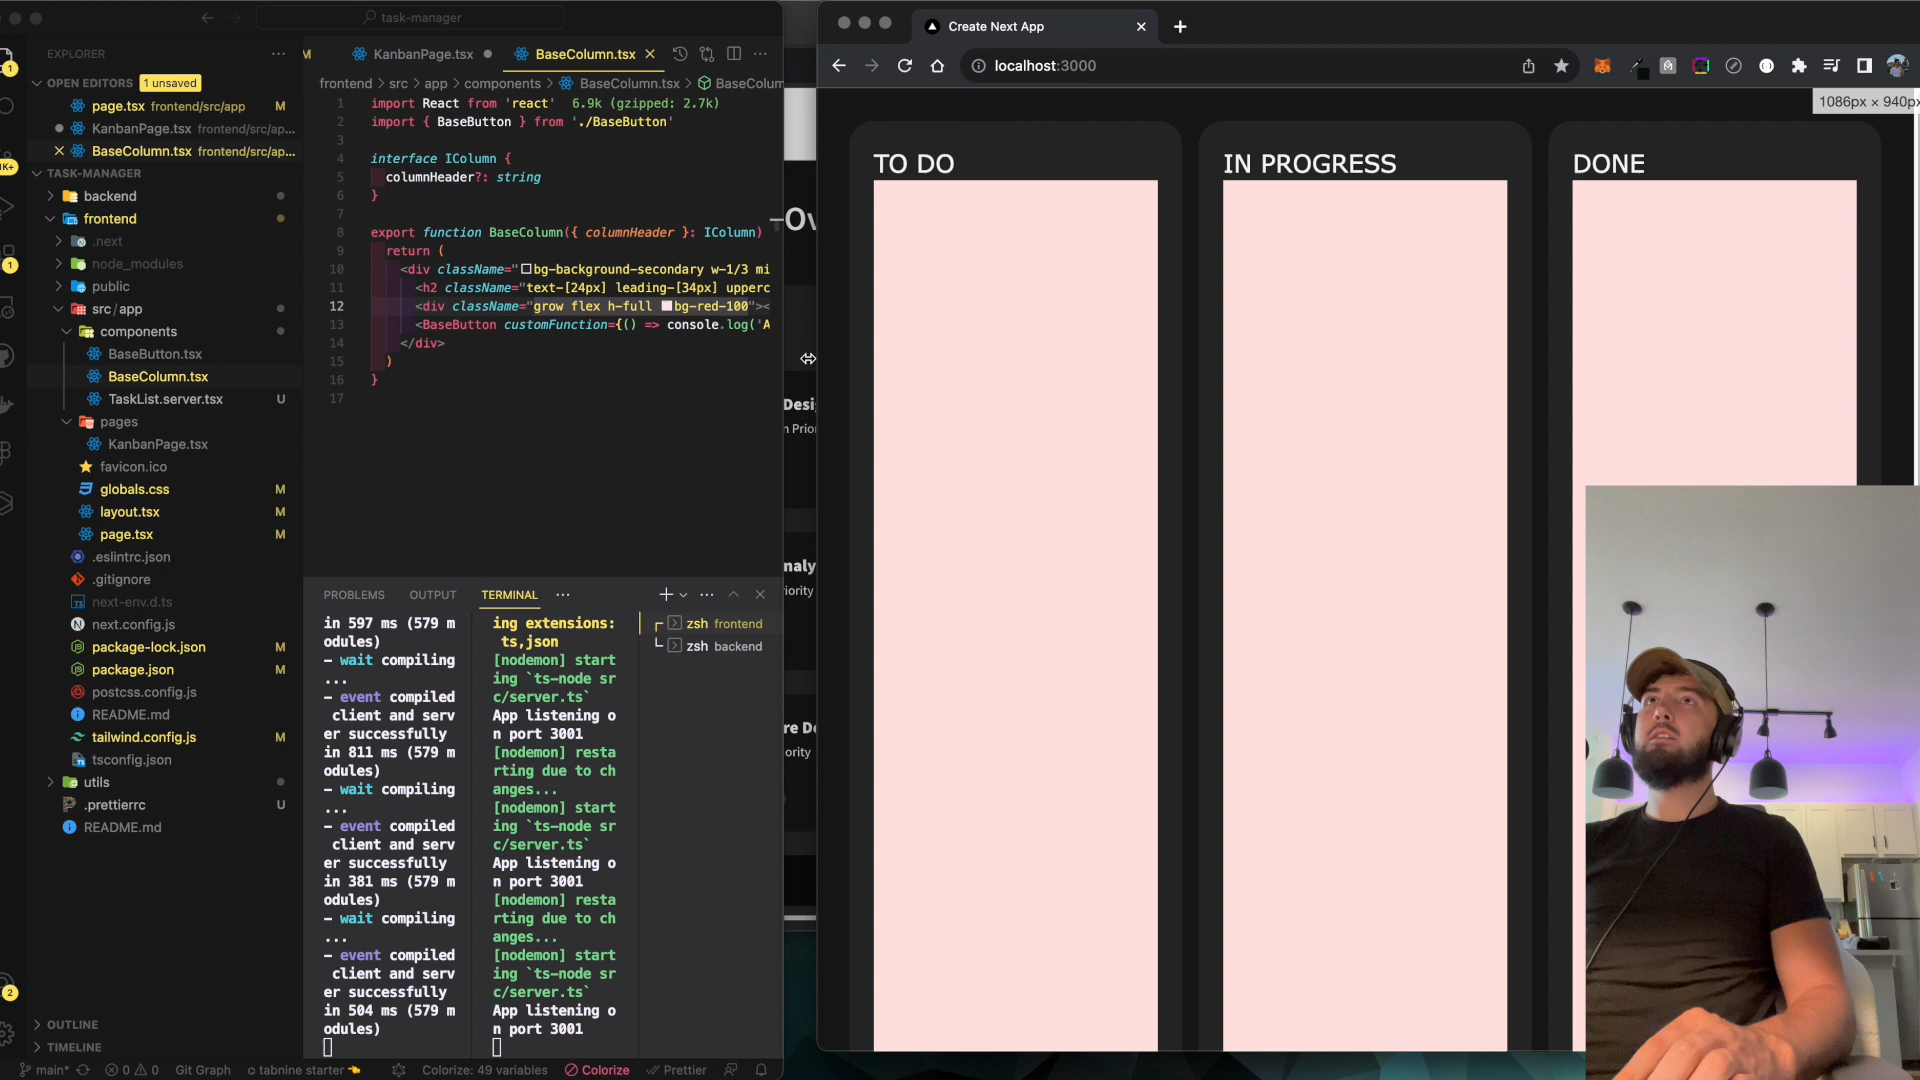 task-manager
EXPLORER
OPEN EDITORS 1 unsaved
page.tsx frontend/src/app M
KanbanPage.tsx frontend/src/ap...
BaseColumn.tsx frontend/src/ap...
TASK-MANAGER
backend
frontend
.next
node_modules
public
src/app
components
BaseButton.tsx
BaseColumn.tsx
TaskList.server.tsx U
pages
KanbanPage.tsx
favicon.ico
globals.css M
layout.tsx M
page.tsx M
.eslintrc.json
.gitignore
next-env.d.ts
next.config.js
package-lock.json M
package.json M
postcss.config.js
README.md
tailwind.config.js M
tsconfig.json
utils
.prettierrc U
README.md
OUTLINE
TIMELINE
1
1K+
1
2
M KanbanPage.tsx BaseColumn.tsx
frontend > src > app > components > BaseColumn.tsx > BaseColum
1 import React from 'react' 6.9k (gzipped: 2.7k)
2 import { BaseButton } from './BaseButton'
3
4 interface IColumn {
5 columnHeader?: string
6 }
7
8 export function BaseColumn({ columnHeader }: IColumn)
9 return (
10 <div className="bg-background-secondary w-1/3 mi
11 <h2 className="text-[24px] leading-[34px] upperc
12 <div className="grow flex h-full bg-red-100"><
13 <BaseButton customFunction={() => console.log('A
14 </div>
15 )
16 }
17
PROBLEMS OUTPUT TERMINAL
in 597 ms (579 m
odules)
- wait compiling
...
- event compiled
client and serv
er successfully
in 811 ms (579 m
odules)
- wait compiling
...
- event compiled
client and serv
er successfully
in 381 ms (579 m
odules)
- wait compiling
...
- event compiled
client and serv
er successfully
in 504 ms (579 m
odules)
ing extensions:
ts,json
[nodemon] start
ing `ts-node sr
c/server.ts`
App listening o
n port 3001
[nodemon] resta
rting due to ch
anges...
[nodemon] start
ing `ts-node sr
c/server.ts`
App listening o
n port 3001
[nodemon] resta
rting due to ch
anges...
[nodemon] start
ing `ts-node sr
c/server.ts`
App listening o
n port 3001
zsh frontend
zsh backend
main* 0 0 Git Graph tabnine starter Colorize: 49 variables Colorize Prettier
-Ov
Desi
n Prior
naly
riority
re De
ority
Create Next App
localhost:3000
1086px × 940px
TO DO
IN PROGRESS
DONE